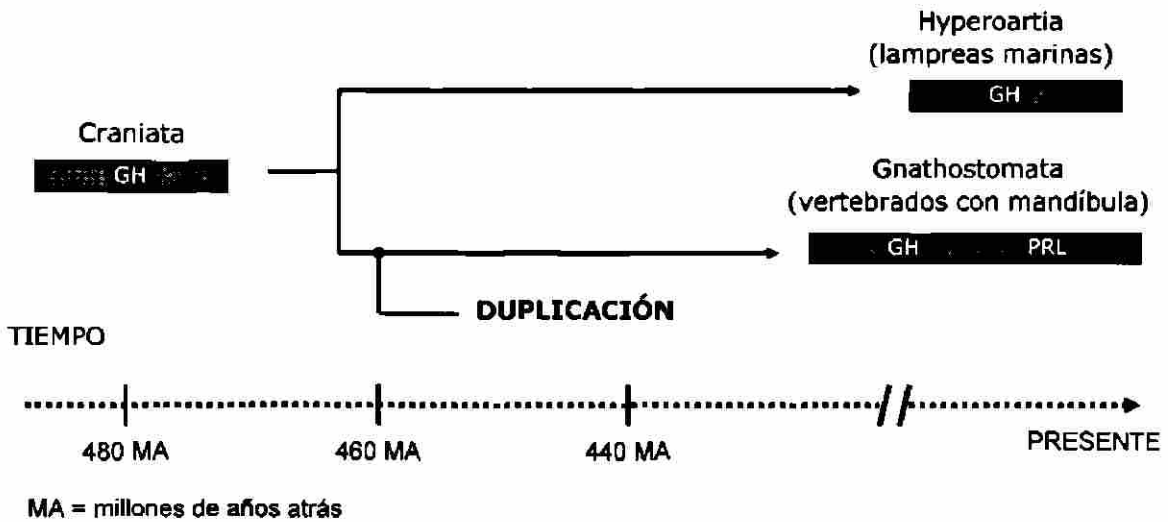 Hyperoartia
(lampreas marinas)
GH
Craniata
GH
Gnathostomata
(vertebrados con mandíbula)
GH PRL
DUPLICACIÓN
TIEMPO
480 MA 460 MA 440 MA PRESENTE
MA = millones de años atrás